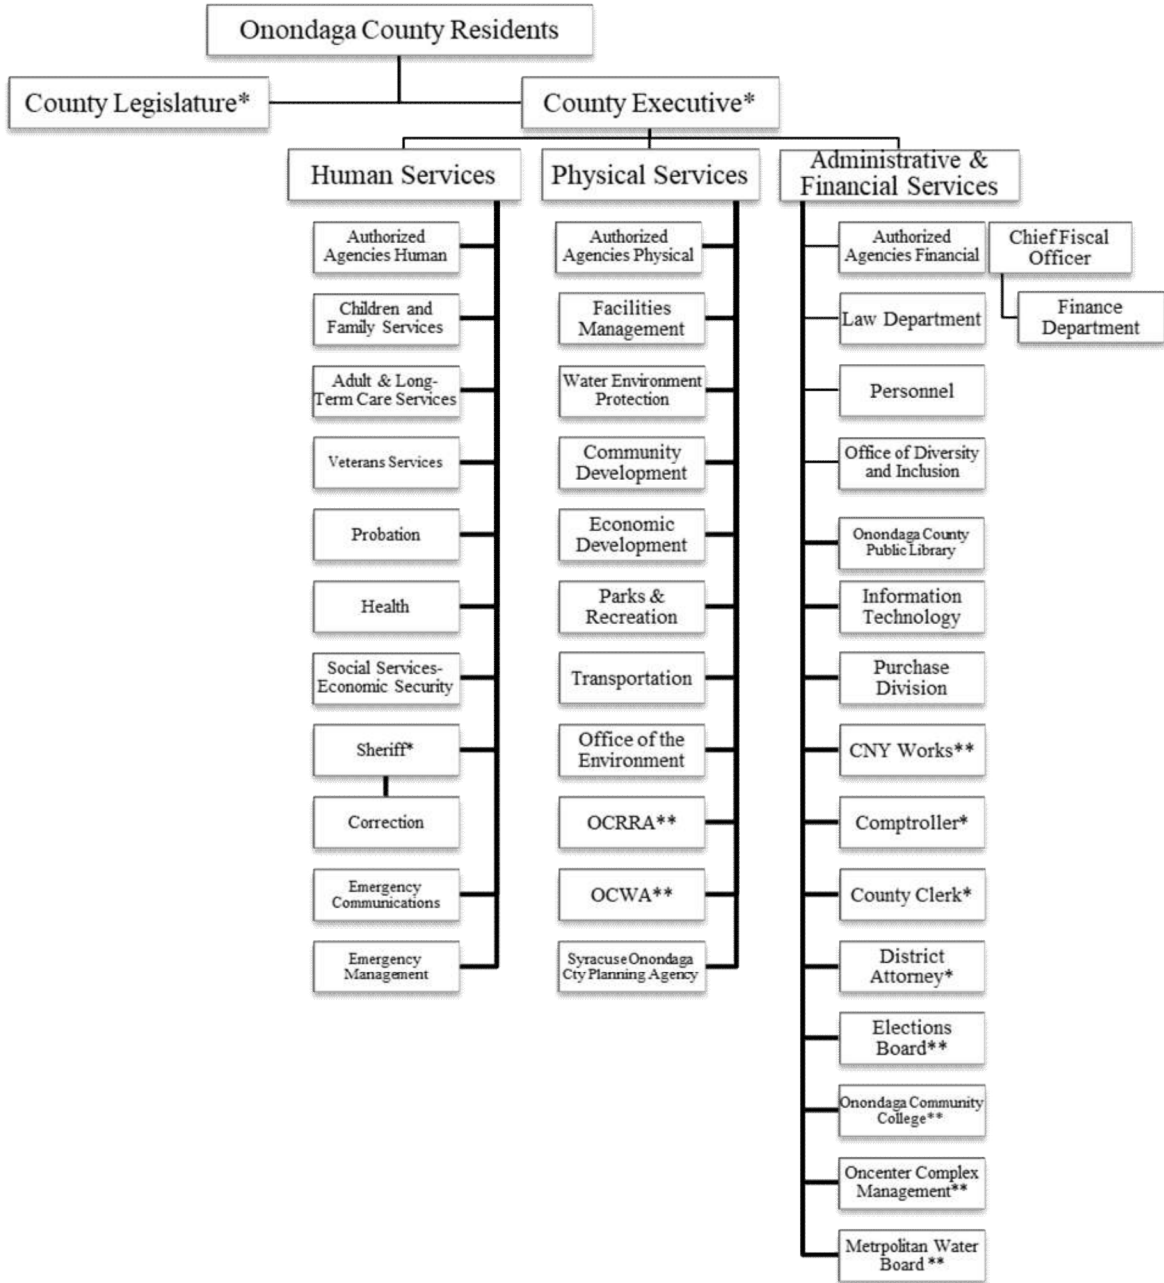 Onondaga County Residents
County Legislature*
County Executive*
Human Services
Physical Services
Administrative &
Financial Services
Authorized
Agencies Human
Children and
Family Services
Adult & Long-
Term Care Services
Veterans Services
Probation
Health
Social Services-
Economic Security
Sheriff*
Correction
Emergency
Communications
Emergency
Management
Authorized
Agencies Physical
Facilities
Management
Water Environment
Protection
Community
Development
Economic
Development
Parks &
Recreation
Transportation
Office of the
Environment
OCRRA**
OCWA**
Syracuse Onondaga
Cty Planning Agency
Authorized
Agencies Financial
Chief Fiscal
Officer
Finance
Department
Law Department
Personnel
Office of Diversity
and Inclusion
Onondaga County
Public Library
Information
Technology
Purchase
Division
CNY Works**
Comptroller*
County Clerk*
District
Attorney*
Elections
Board**
Onondaga Community
College**
Oncenter Complex
Management**
Metrpolitan Water
Board **